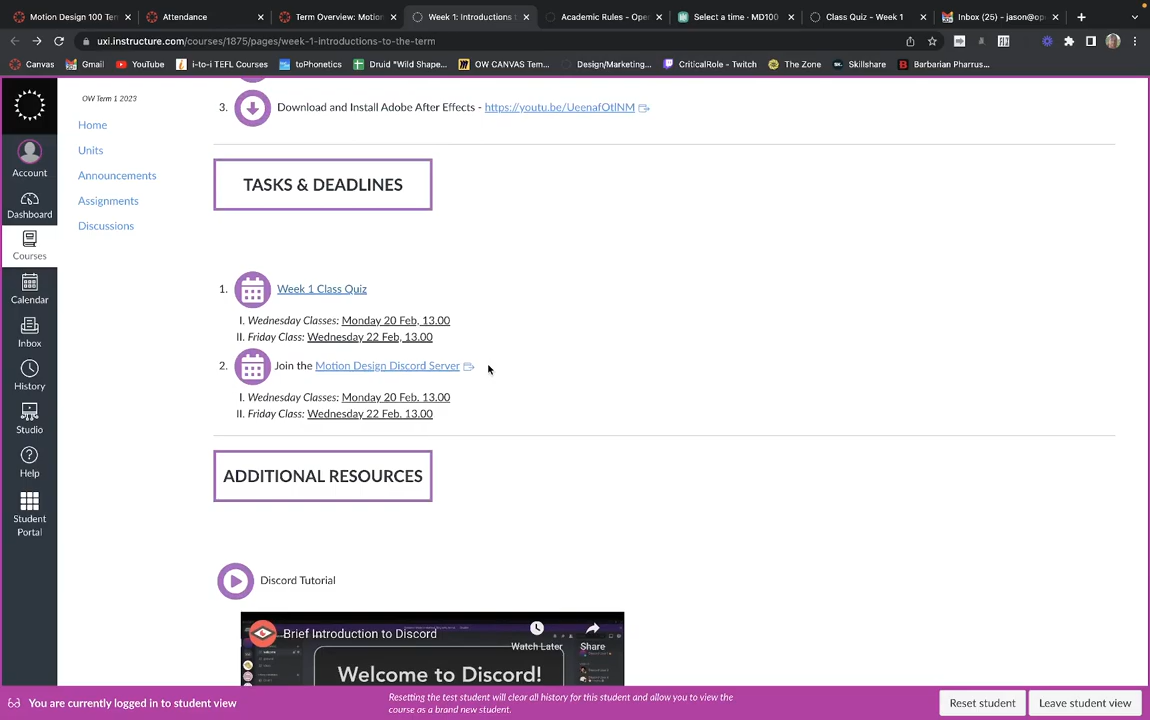 Motion Design 100 Ter
Attendance
Term Overview: Motion
Week 1: Introductions
Academic Rules - Ope
Select a time - MD100
Class Quiz - Week 1
Inbox (25) - jason@op
uxi.instructure.com/courses/1875/pages/week-1-introductions-to-the-term
Canvas
Gmail
YouTube
i-to-i TEFL Courses
toPhonetics
Druid *Wild Shape...
OW CANVAS Tem...
Design/Marketing...
CriticalRole - Twitch
The Zone
Skillshare
Barbarian Pharrus...
OW Term 1 2023
Home
Units
Announcements
Assignments
Discussions
Account
Dashboard
Courses
Calendar
Inbox
History
Studio
Help
Student
Portal
3. Download and Install Adobe After Effects - https://youtu.be/UeenafOtlNM
TASKS & DEADLINES
1. Week 1 Class Quiz
I. Wednesday Classes: Monday 20 Feb, 13.00
II. Friday Class: Wednesday 22 Feb, 13.00
2. Join the Motion Design Discord Server
I. Wednesday Classes: Monday 20 Feb. 13.00
II. Friday Class: Wednesday 22 Feb. 13.00
ADDITIONAL RESOURCES
Discord Tutorial
Brief Introduction to Discord
Watch Later
Share
Welcome to Discord!
You are currently logged in to student view
Resetting the test student will clear all history for this student and allow you to view the
course as a brand new student.
Reset student
Leave student view